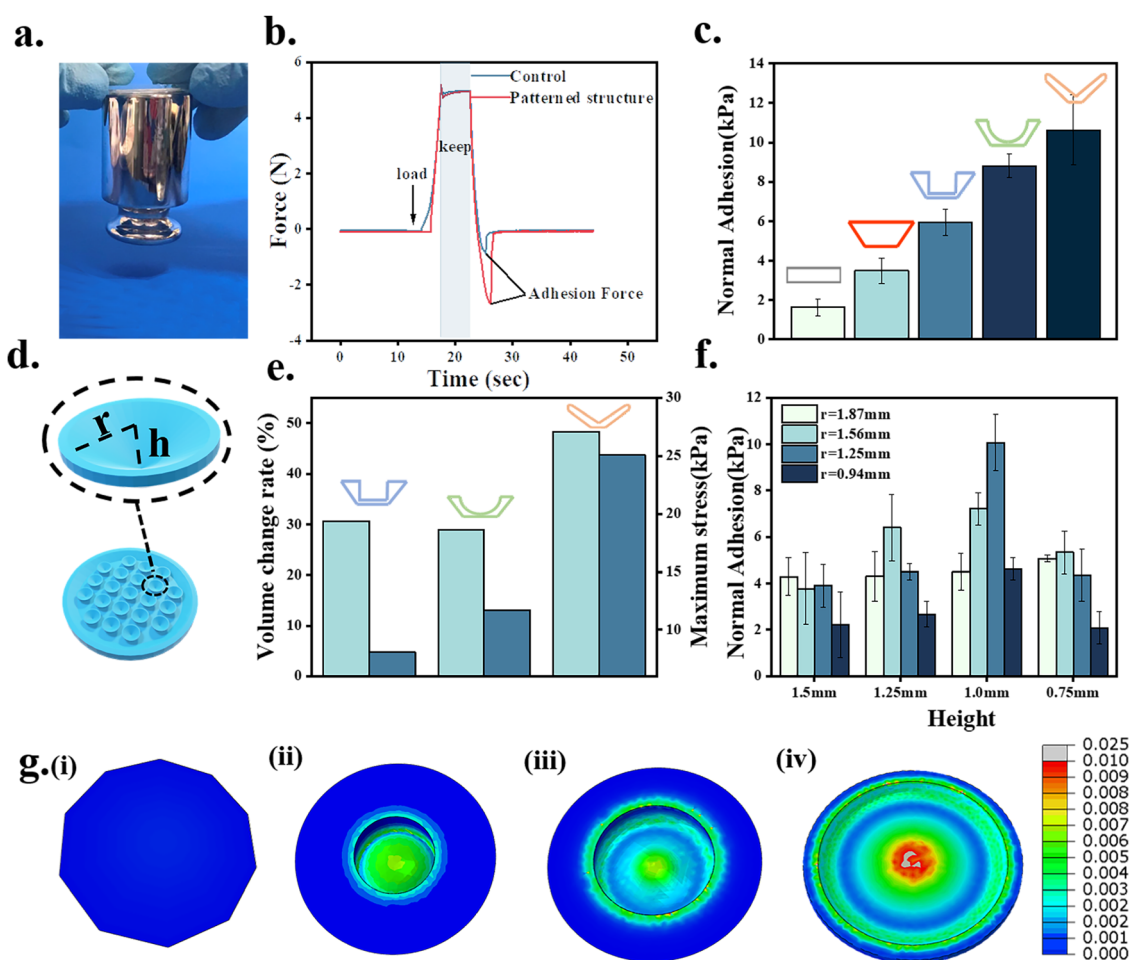 a.
b.
6
4
2
0
-2
-4
Force (N)
Control
Patterned structure
keep
load
Adhesion Force
0
10
20
30
40
50
Time (sec)
c.
14
12
10
8
6
4
2
0
Normal Adhesion(kPa)
d.
r
h
e.
50
40
30
20
10
0
Volume change rate (%)
30
25
20
15
10
Maximum stress(kPa)
f.
12
10
8
6
4
2
0
Normal Adhesion(kPa)
r=1.87mm
r=1.56mm
r=1.25mm
r=0.94mm
1.5mm
1.25mm
1.0mm
0.75mm
Height
g.(i)
(ii)
(iii)
(iv)
0.025
0.010
0.009
0.008
0.007
0.006
0.005
0.004
0.003
0.002
0.002
0.001
0.000